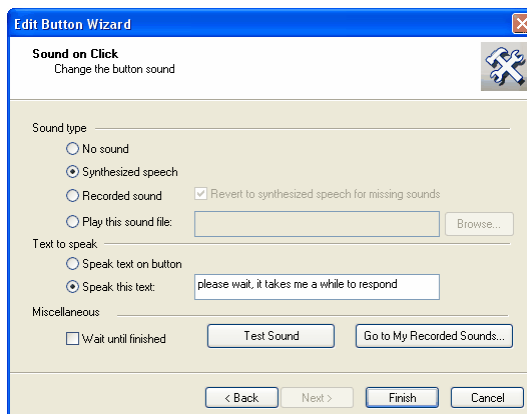 Edit Button Wizard
Sound on Click
Change the button sound
Sound type
No sound
Synthesized speech
Recorded sound
Revert to synthesized speech for missing sounds
Play this sound file:
Browse...
Text to speak
Speak text on button
Speak this text:
please wait, it takes me a while to respond
Miscellaneous
Wait until finished
Test Sound
Go to My Recorded Sounds...
< Back
Next >
Finish
Cancel